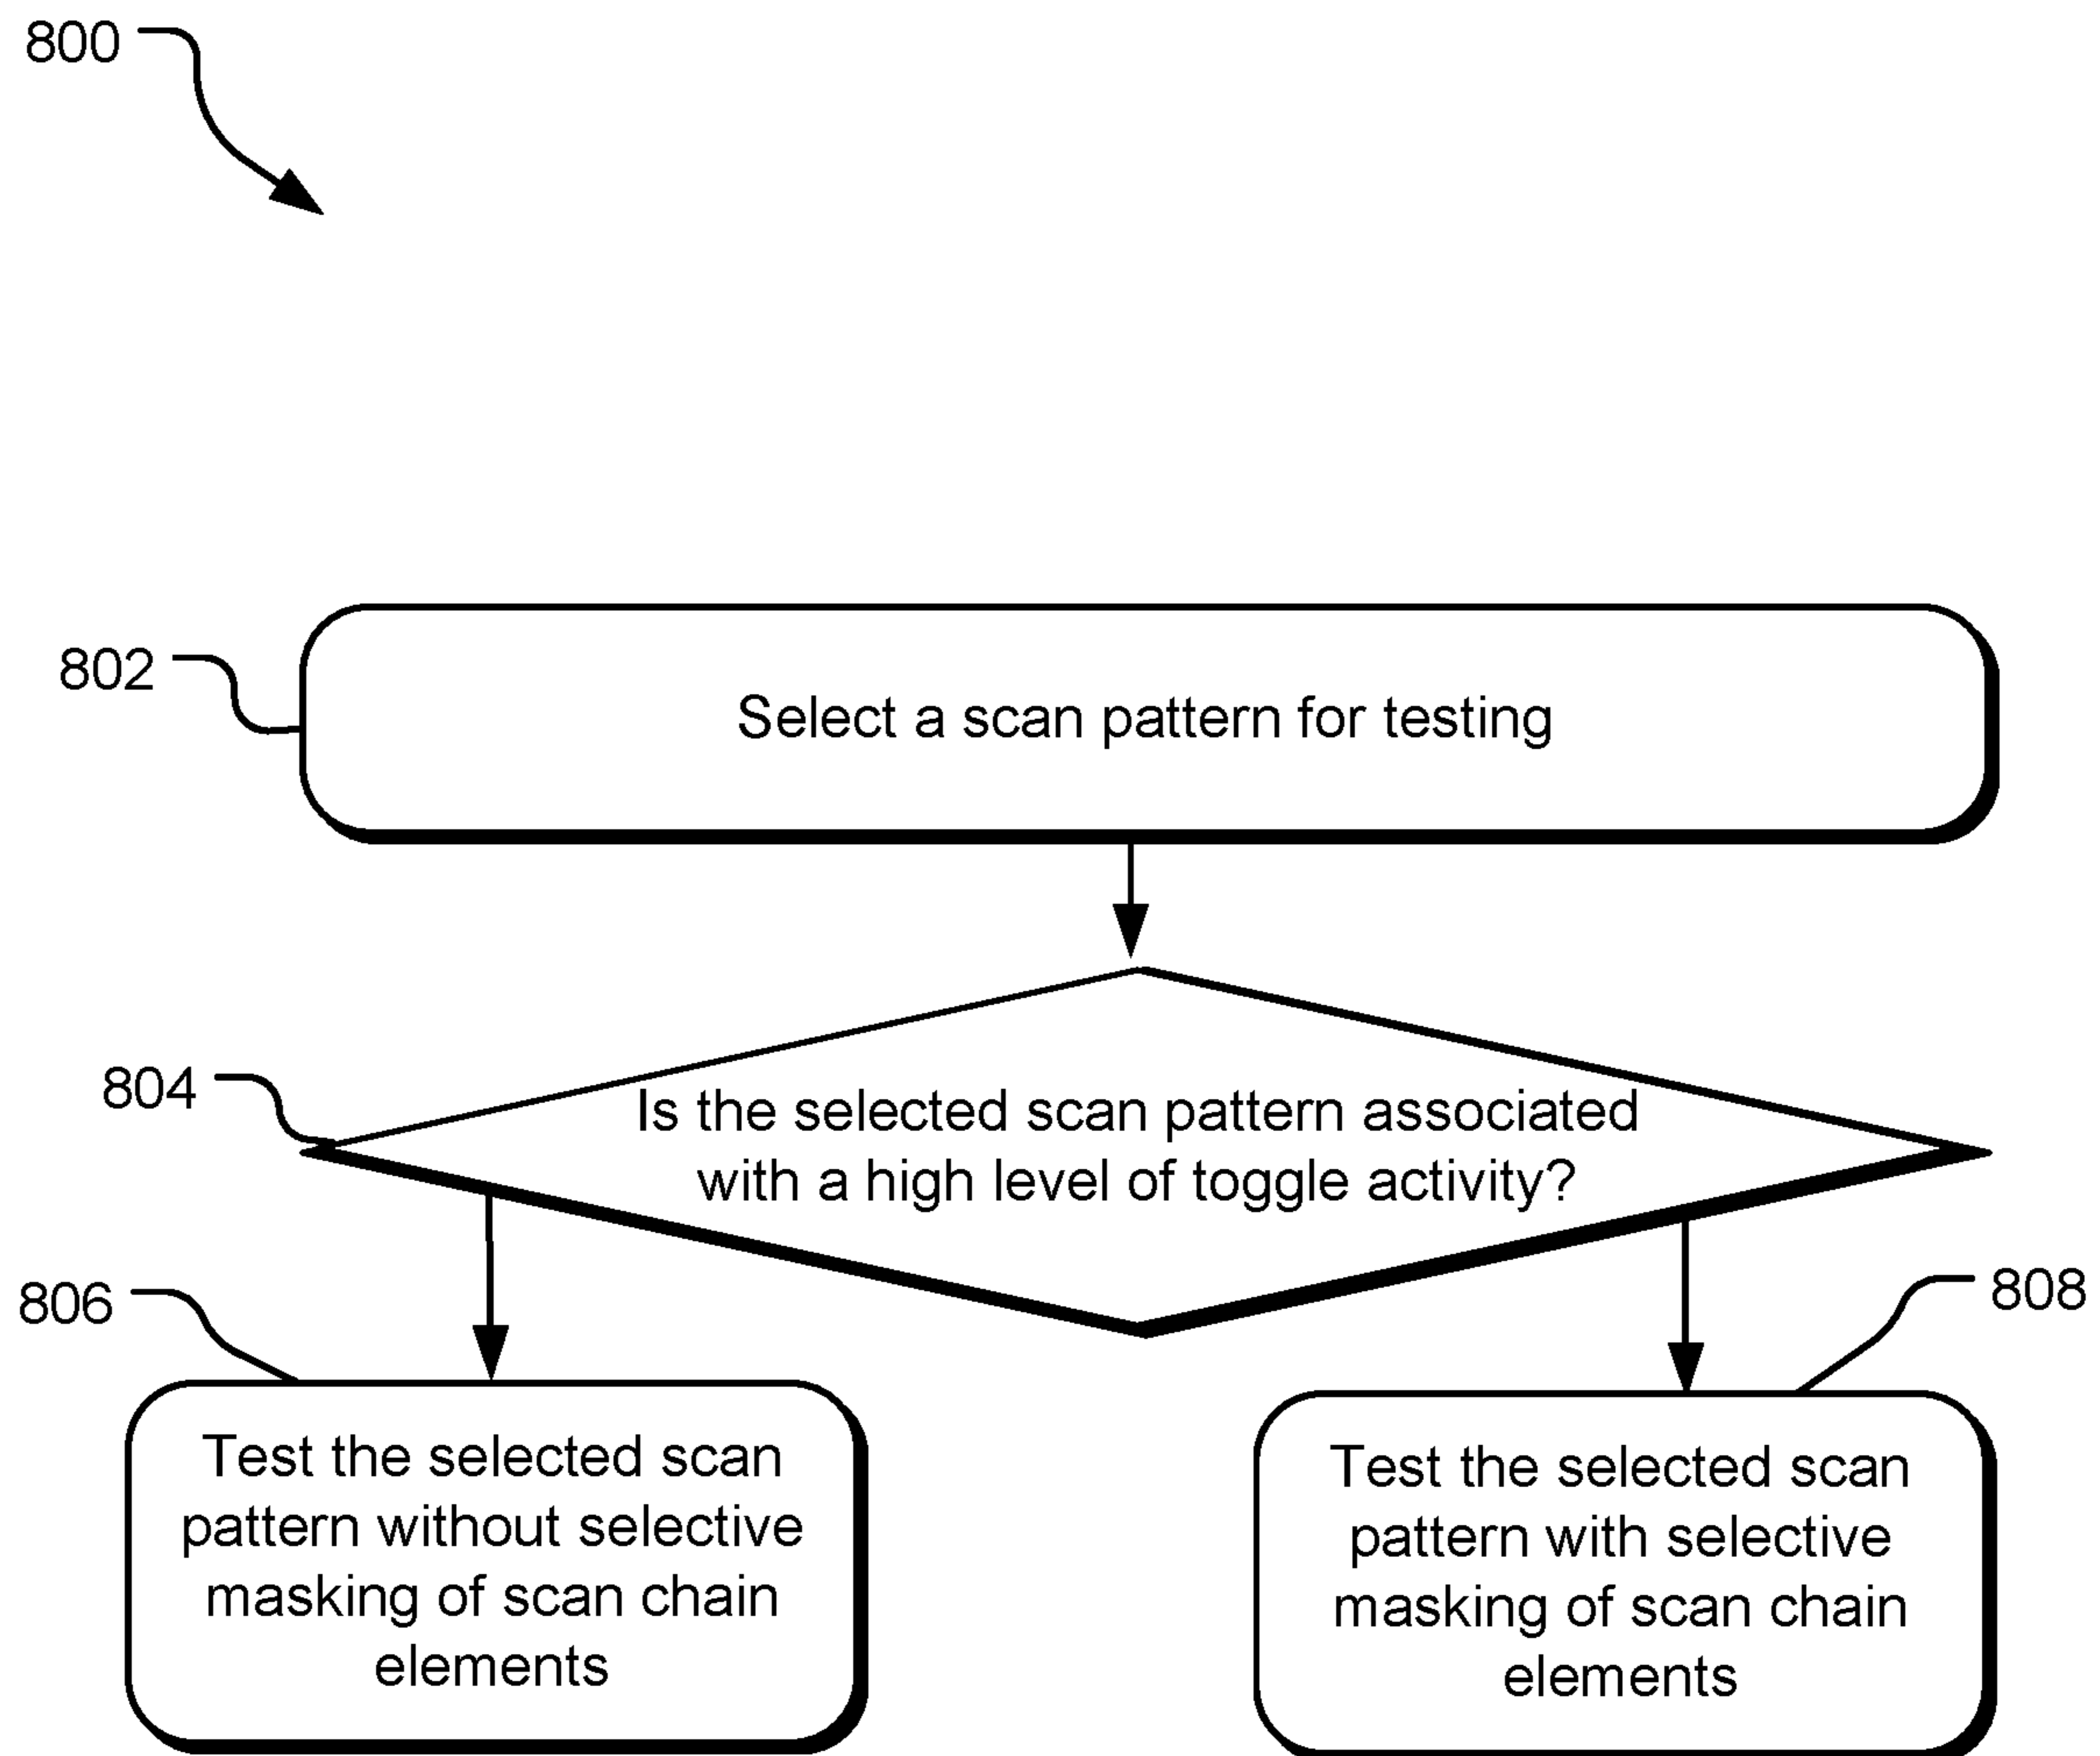 800
802
Select a scan pattern for testing
804
Is the selected scan pattern associated
with a high level of toggle activity?
806
808
Test the selected scan
pattern without selective
masking of scan chain
elements
Test the selected scan
pattern with selective
masking of scan chain
elements